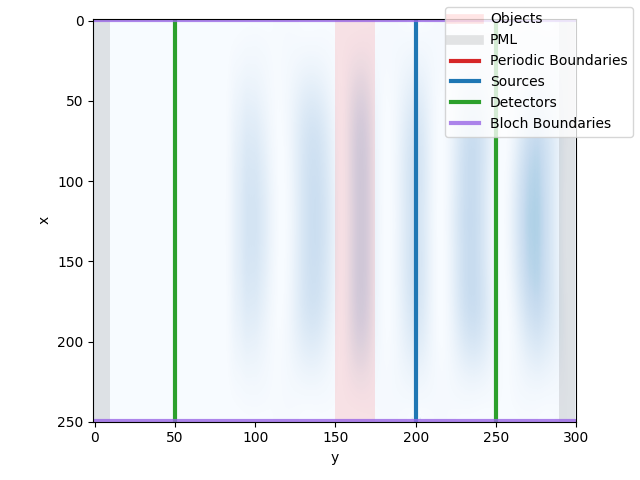 Objects
PML
Periodic Boundaries
Sources
Detectors
Bloch Boundaries
0
50
100
150
200
250
x
0
50
100
150
200
250
300
y